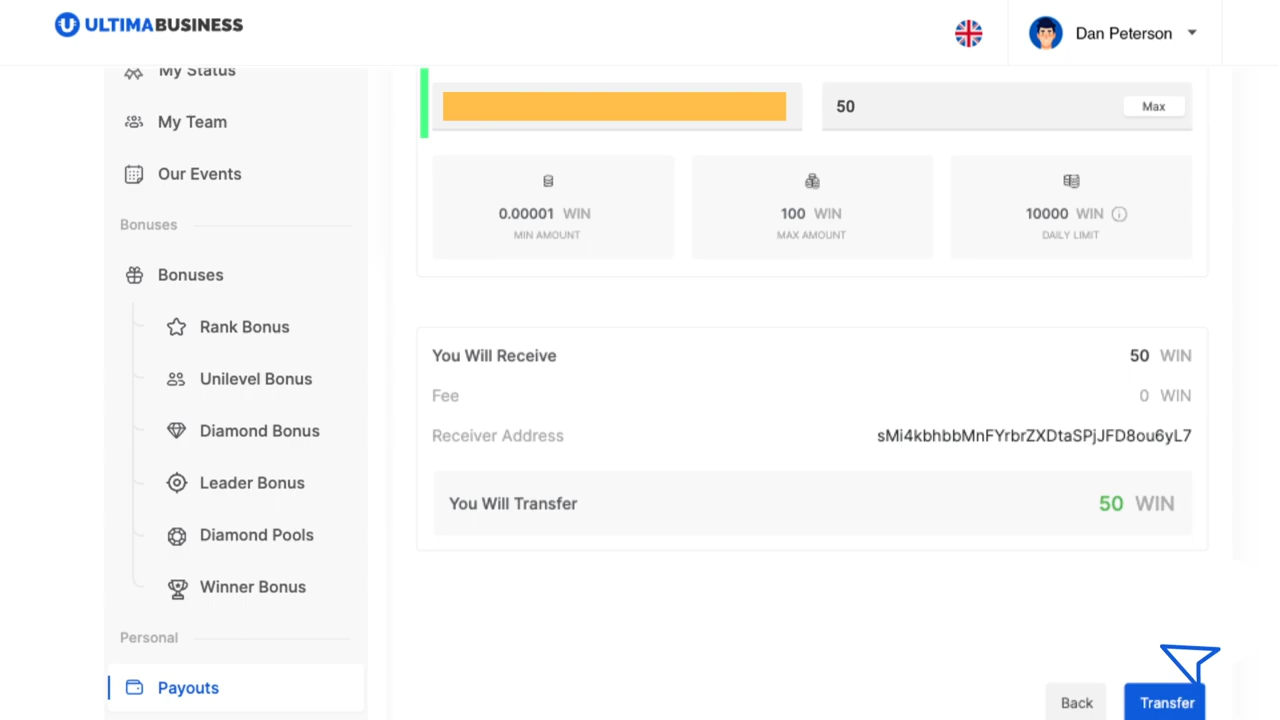 ULTIMABUSINESS
Dan Peterson
My Status
My Team
Our Events
Bonuses
Bonuses
Rank Bonus
Unilevel Bonus
Diamond Bonus
Leader Bonus
Diamond Pools
Winner Bonus
Personal
Payouts
50
Max
0.00001 WIN
MIN AMOUNT
100 WIN
MAX AMOUNT
10000 WIN
DAILY LIMIT
You Will Receive 50 WIN
Fee 0 WIN
Receiver Address sMi4kbhbbMnFYrbrZXDtaSPjJFD8ou6yL7
You Will Transfer 50 WIN
Back
Transfer